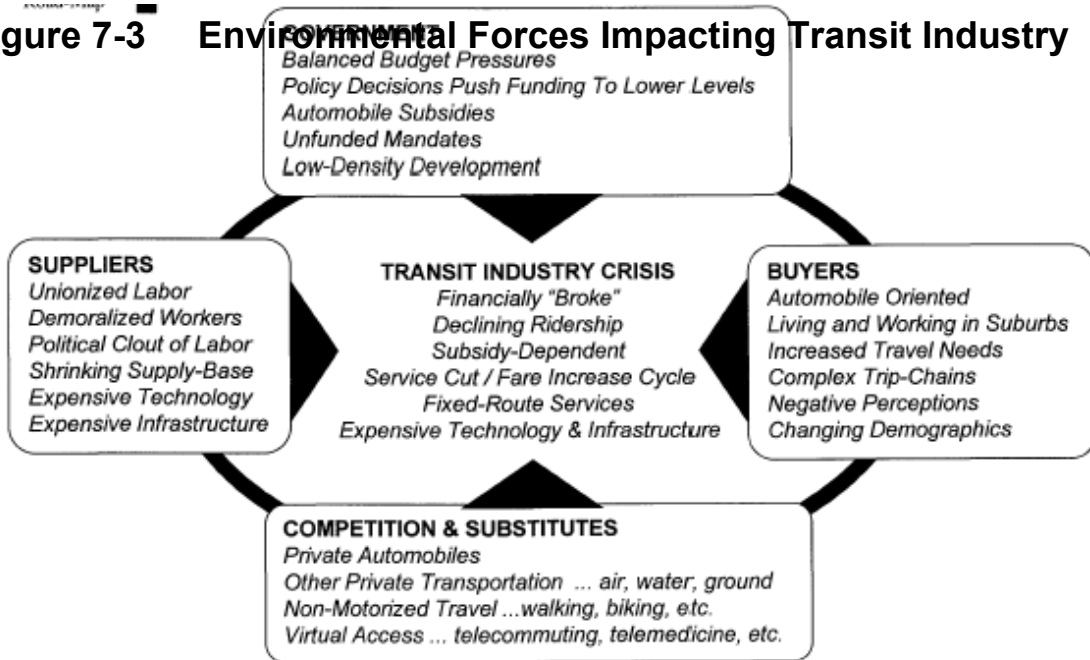 Road-Map
gure 7-3 Environmental Forces Impacting Transit Industry
GOVERNMENT
Balanced Budget Pressures
Policy Decisions Push Funding To Lower Levels
Automobile Subsidies
Unfunded Mandates
Low-Density Development
SUPPLIERS
Unionized Labor
Demoralized Workers
Political Clout of Labor
Shrinking Supply-Base
Expensive Technology
Expensive Infrastructure
TRANSIT INDUSTRY CRISIS
Financially "Broke"
Declining Ridership
Subsidy-Dependent
Service Cut / Fare Increase Cycle
Fixed-Route Services
Expensive Technology & Infrastructure
BUYERS
Automobile Oriented
Living and Working in Suburbs
Increased Travel Needs
Complex Trip-Chains
Negative Perceptions
Changing Demographics
COMPETITION & SUBSTITUTES
Private Automobiles
Other Private Transportation ... air, water, ground
Non-Motorized Travel ...walking, biking, etc.
Virtual Access ... telecommuting, telemedicine, etc.